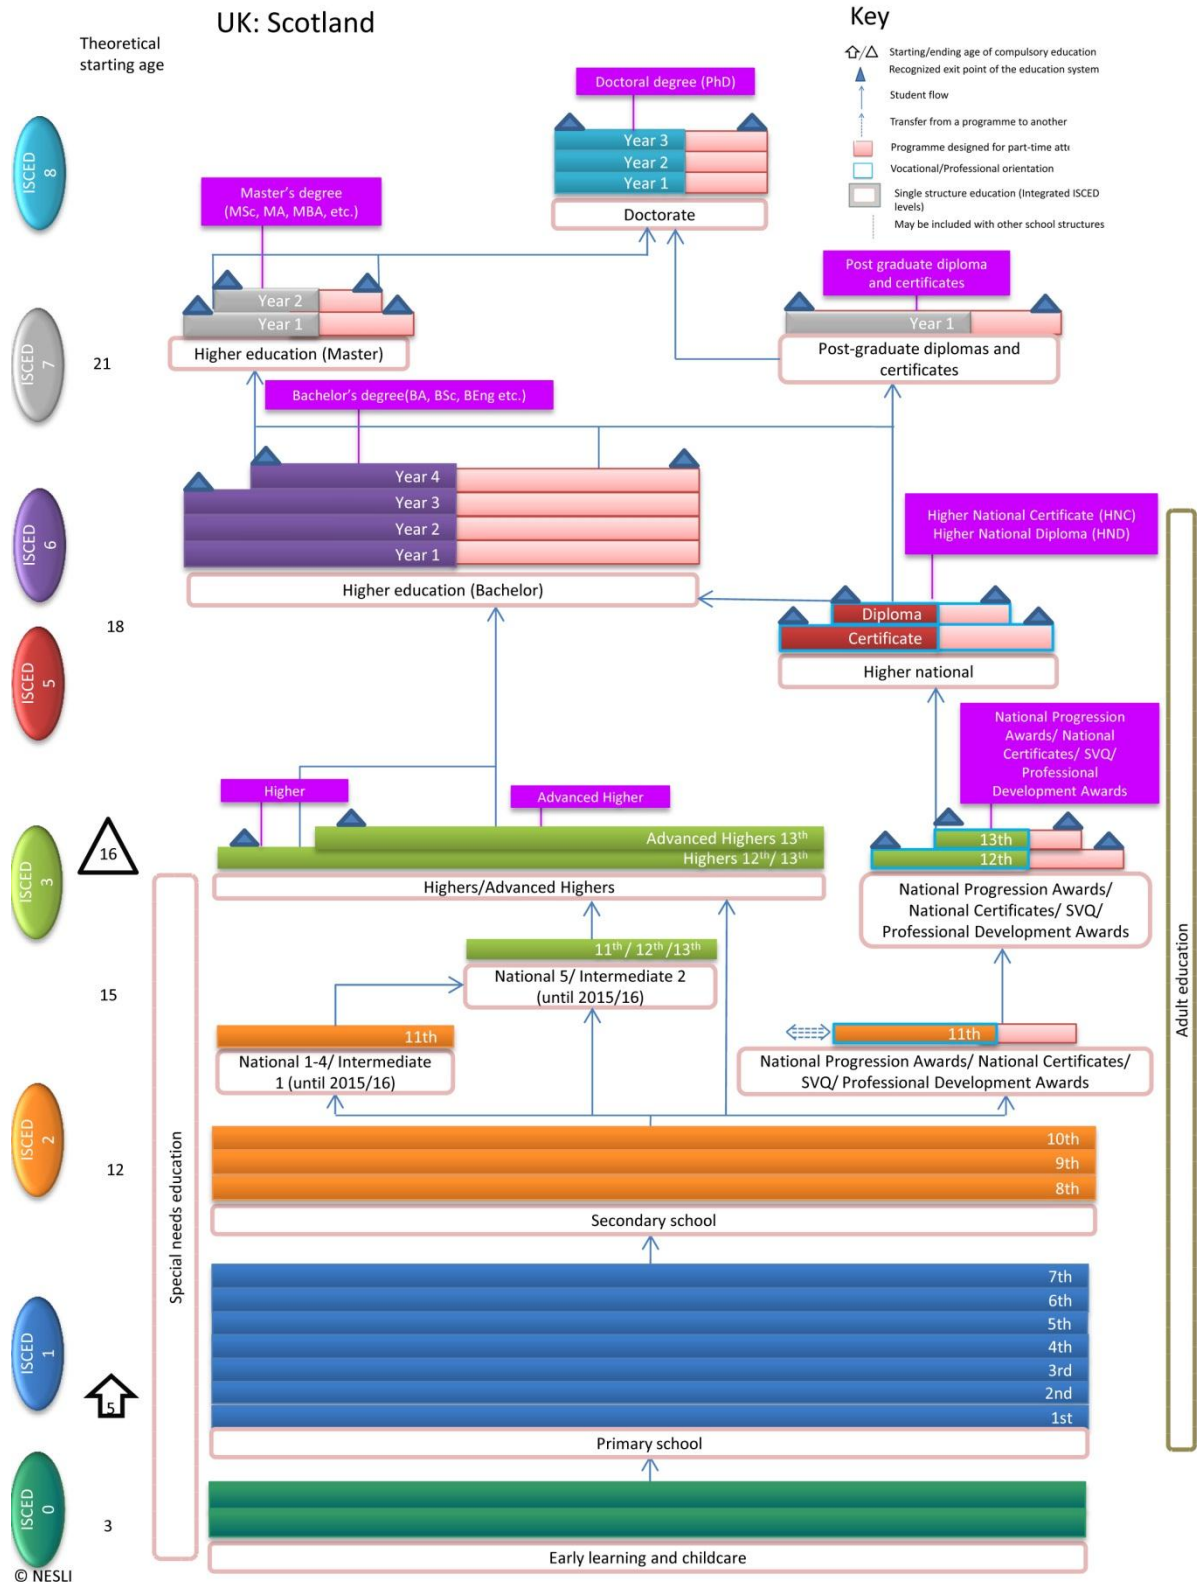 UK: Scotland
Key
Theoretical
starting age
Starting/ending age of compulsory education
Recognized exit point of the education system
Student flow
Transfer from a programme to another
Programme designed for part-time atte
Vocational/Professional orientation
Single structure education (Integrated ISCED
levels)
May be included with other school structures
Doctoral degree (PhD)
ISCED
8
Year 3
Year 2
Year 1
Doctorate
Master's degree
(MSc, MA, MBA, etc.)
Post graduate diploma
and certificates
Year 2
Year 1
Higher education (Master)
Year 1
Post-graduate diplomas and
certificates
ISCED
7
21
Bachelor's degree(BA, BSc, BEng etc.)
Year 4
Year 3
Year 2
Year 1
Higher education (Bachelor)
ISCED
6
Higher National Certificate (HNC)
Higher National Diploma (HND)
Diploma
Certificate
Higher national
18
ISCED
5
National Progression
Awards/ National
Certificates/ SVQ/
Professional
Development Awards
Higher
Advanced Higher
Advanced Highers 13th
Highers 12th/ 13th
Highers/Advanced Highers
13th
12th
National Progression Awards/
National Certificates/ SVQ/
Professional Development Awards
ISCED
3
16
11th / 12th /13th
National 5/ Intermediate 2
(until 2015/16)
15
11th
National 1-4/ Intermediate
1 (until 2015/16)
11th
National Progression Awards/ National Certificates/
SVQ/ Professional Development Awards
Adult education
Special needs education
ISCED
2
12
10th
9th
8th
Secondary school
ISCED
1
5
7th
6th
5th
4th
3rd
2nd
1st
Primary school
ISCED
0
3
Early learning and childcare
© NESLI